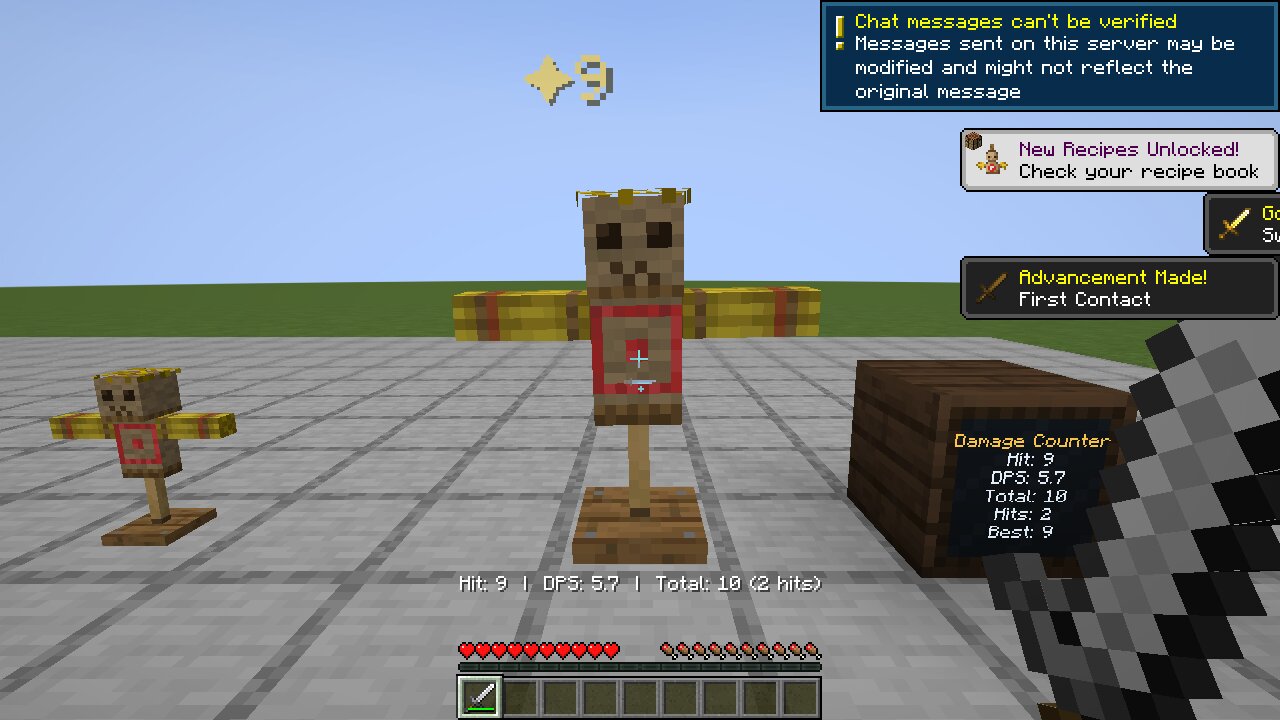 Chat messages can't be verified
Messages sent on this server may be
modified and might not reflect the
original message
✦9
New Recipes Unlocked!
Check your recipe book
Advancement Made!
First Contact
Damage Counter
Hit: 9
DPS: 5.7
Total: 10
Hits: 2
Best: 9
Hit: 9 | DPS: 5.7 | Total: 10 (2 hits)